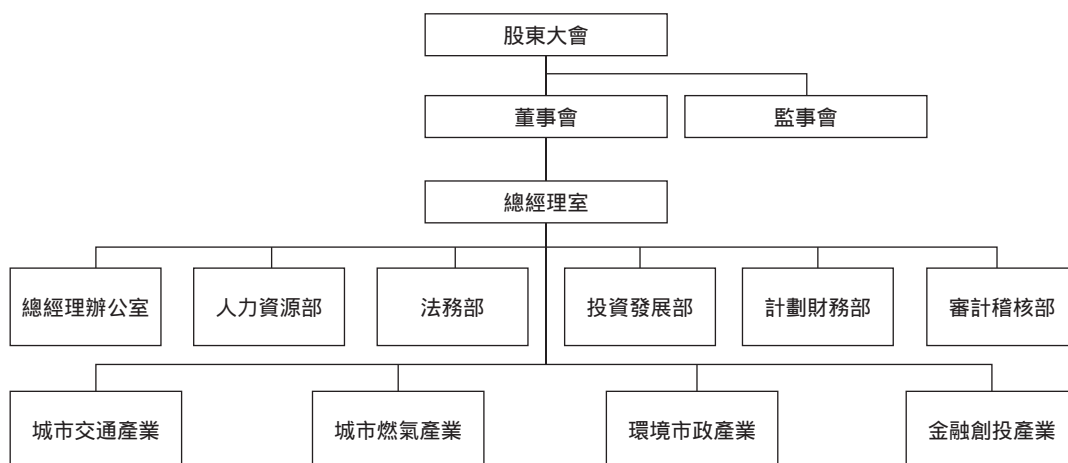 股東大會
董事會
監事會
總經理室
總經理辦公室
人力資源部
法務部
投資發展部
計劃財務部
審計稽核部
城市交通產業
城市燃氣產業
環境市政產業
金融創投產業